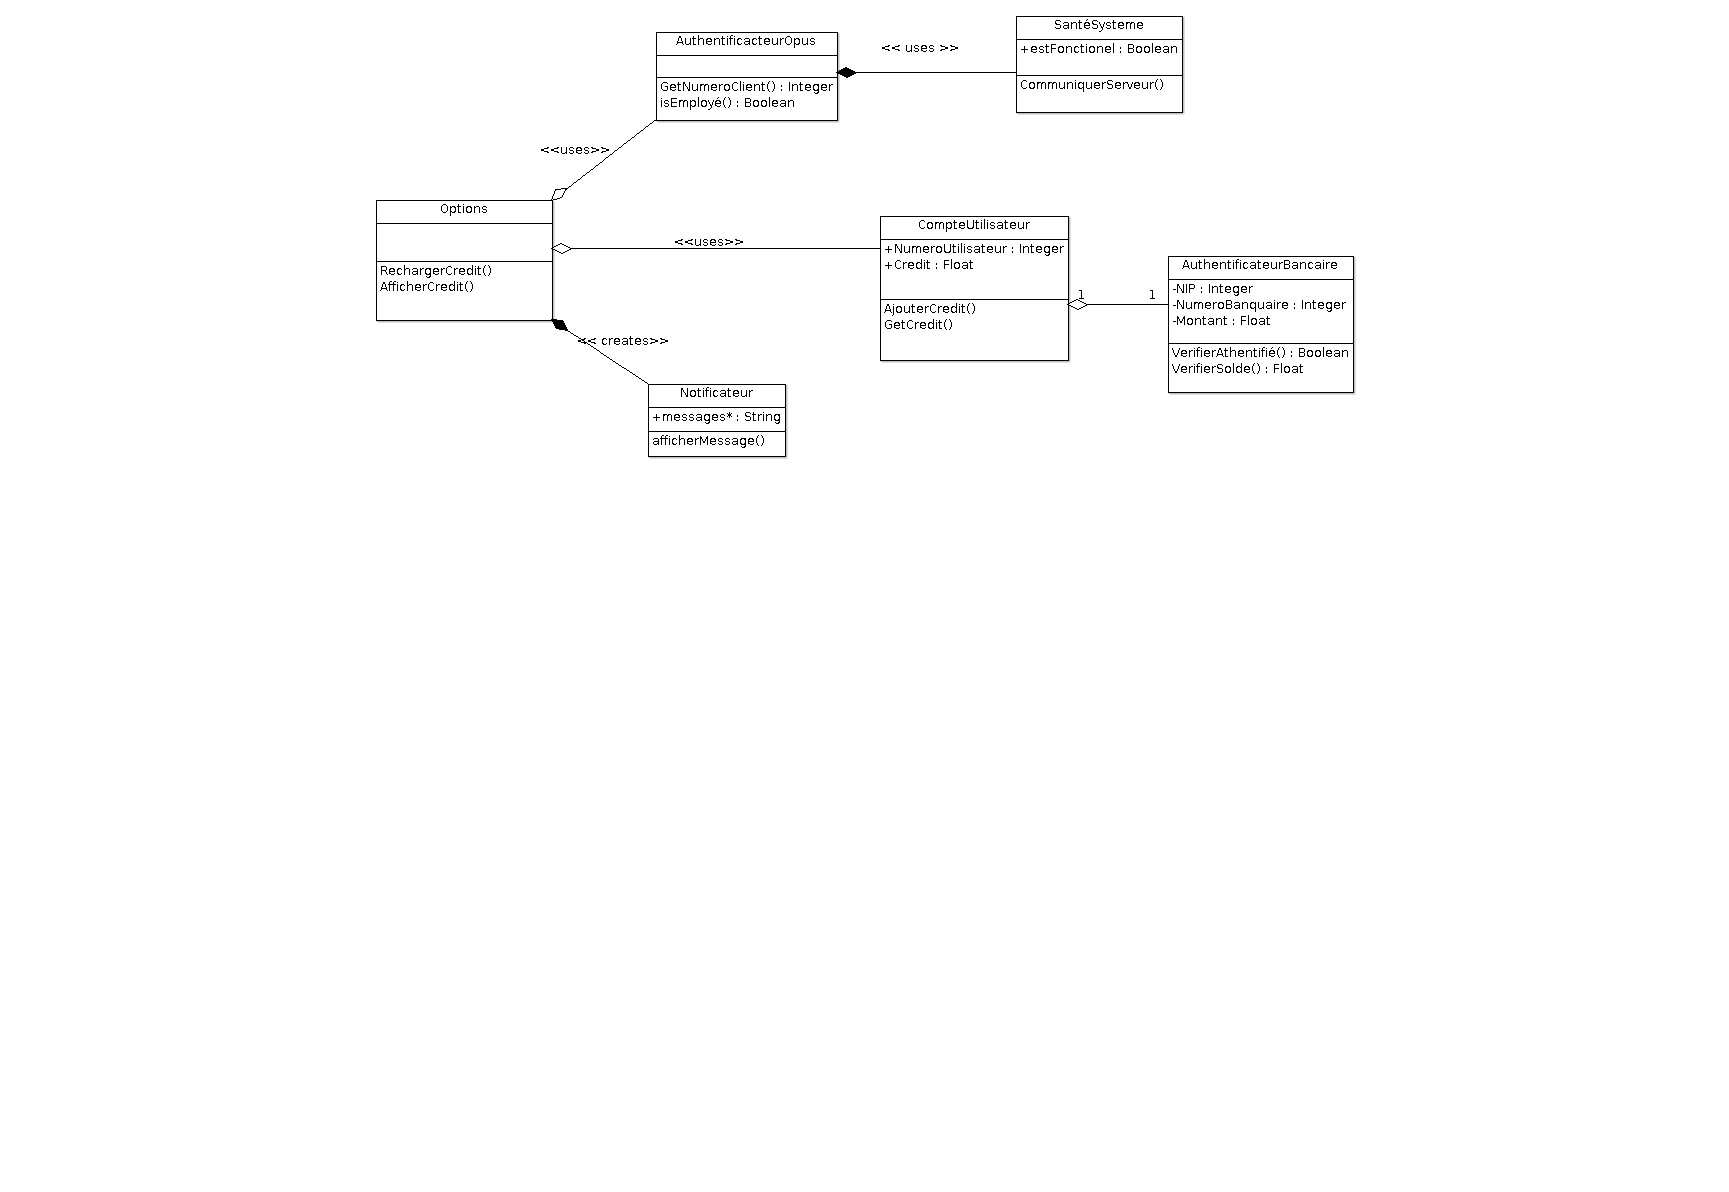 SantéSysteme
+estFonctionel : Boolean
CommuniquerServeur()
<< uses >>
AuthentificacteurOpus
GetNumeroClient() : Integer
isEmployé() : Boolean
<<uses>>
Options
RechargerCredit()
AfficherCredit()
<<uses>>
CompteUtilisateur
+NumeroUtilisateur : Integer
+Credit : Float
AjouterCredit()
GetCredit()
1
1
AuthentificateurBancaire
-NIP : Integer
-NumeroBanquaire : Integer
-Montant : Float
VerifierAthentifié() : Boolean
VerifierSolde() : Float
<< creates>>
Notificateur
+messages* : String
afficherMessage()